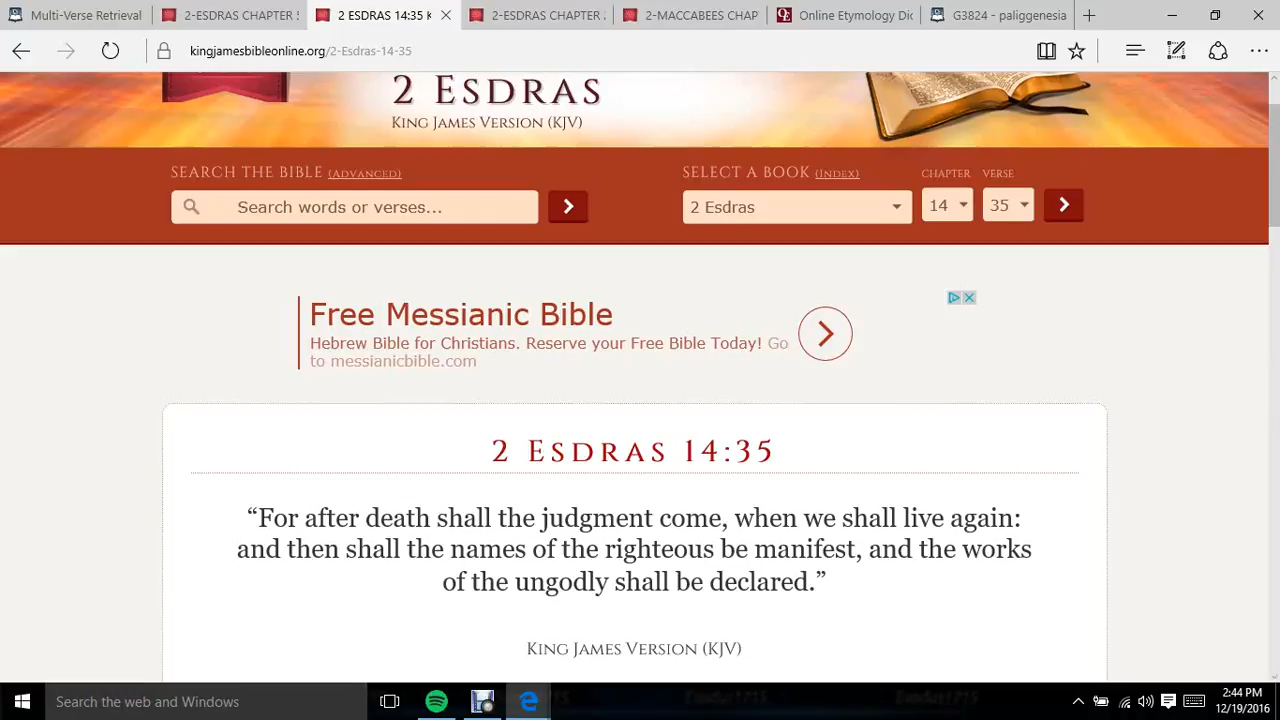 Multi-Verse Retrieval
2-ESDRAS CHAPTER
2 ESDRAS 14:35 K
2-ESDRAS CHAPTER
2-MACCABEES CHAP
Online Etymology Dic
G3824 - paliggenesia
kingjamesbibleonline.org/2-Esdras-14-35
2 Esdras
King James Version (KJV)
Search the Bible (Advanced)
Select a Book (Index)
Chapter
Verse
Search words or verses...
2 Esdras
14
35
Free Messianic Bible
Hebrew Bible for Christians. Reserve your Free Bible Today! Go
to messianicbible.com
2 Esdras 14:35
“For after death shall the judgment come, when we shall live again:
and then shall the names of the righteous be manifest, and the works
of the ungodly shall be declared.”
King James Version (KJV)
Search the web and Windows
2:44 PM
12/19/2016